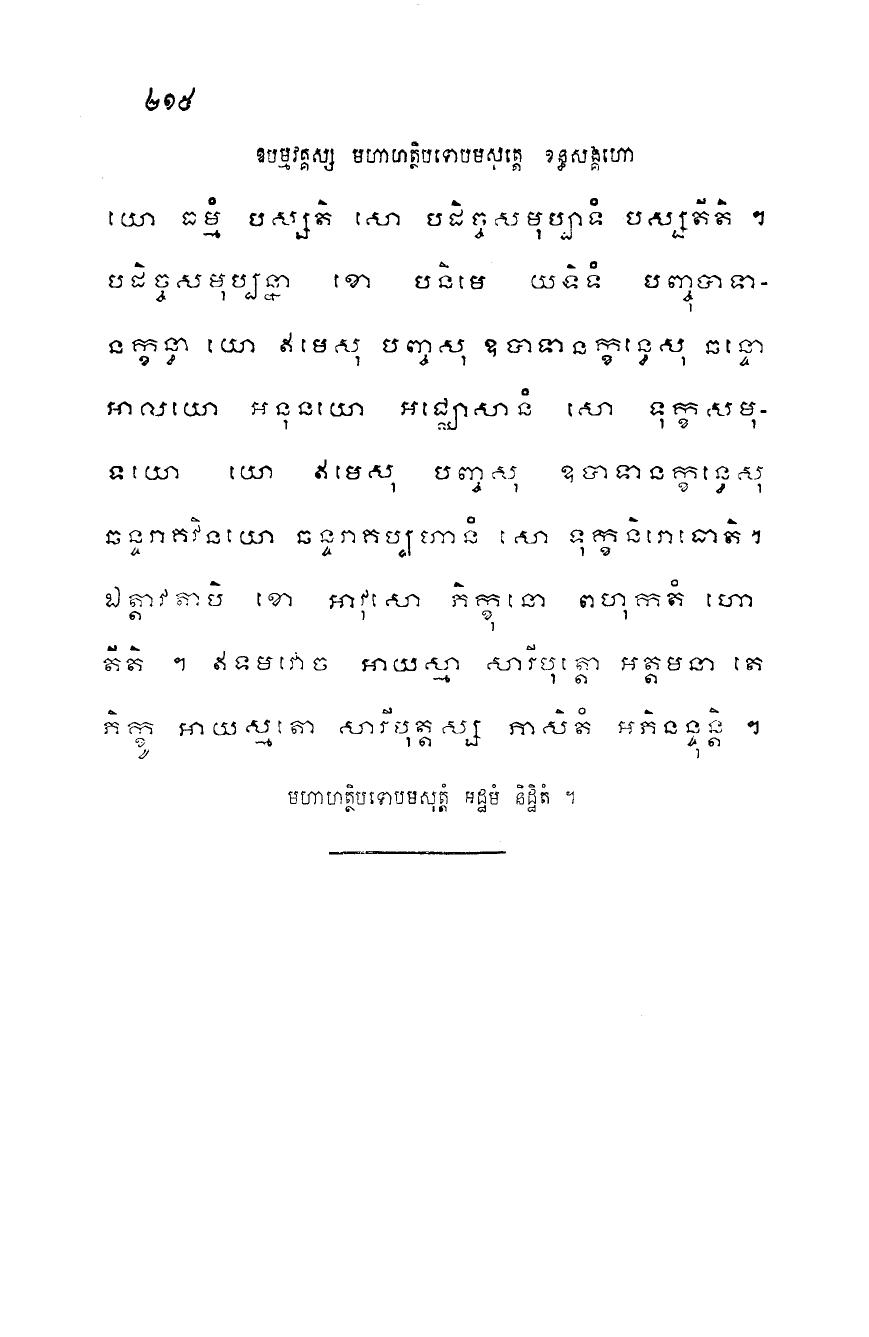 ២១៥
ឧបម្មវគ្គស្ស មហាហត្ថិបទោបមសុត្តេ ខន្ធសង្គហោ
យោ ធម្មំ បស្សតិ សោ បដិច្ចសមុប្បាទំ បស្សតីតិ ។
បដិច្ចសមុប្បន្នា ខោ បនិមេ យទិទំ បញ្ចុបាទា-
នក្ខន្ធា យោ ឥមេសុ បញ្ចសុ ឧបាទានក្ខន្ធេសុ ឆន្ទោ
អាលយោ អនុនយោ អជ្ឈោសានំ សោ ទុក្ខសមុ-
ទយោ យោ ឥមេសុ បញ្ចសុ ឧបាទានក្ខន្ធេសុ
ឆន្ទរាគវិនយោ ឆន្ទរាគប្បហានំ សោ ទុក្ខនិរោធោតិ ។
ឯត្តាវតាបិ ខោ អាវុសោ ភិក្ខុនោ ពហុកតំ ហោ
តីតិ ។ ឥទមវោច អាយស្មា សារីបុត្តោ អត្តមនា តេ
ភិក្ខូ អាយស្មតោ សារីបុត្តស្ស ភាសិតំ អភិនន្ទុន្តិ ។
មហាហត្ថិបទោបមសុត្តំ អដ្ឋមំ និដ្ឋិតំ ។